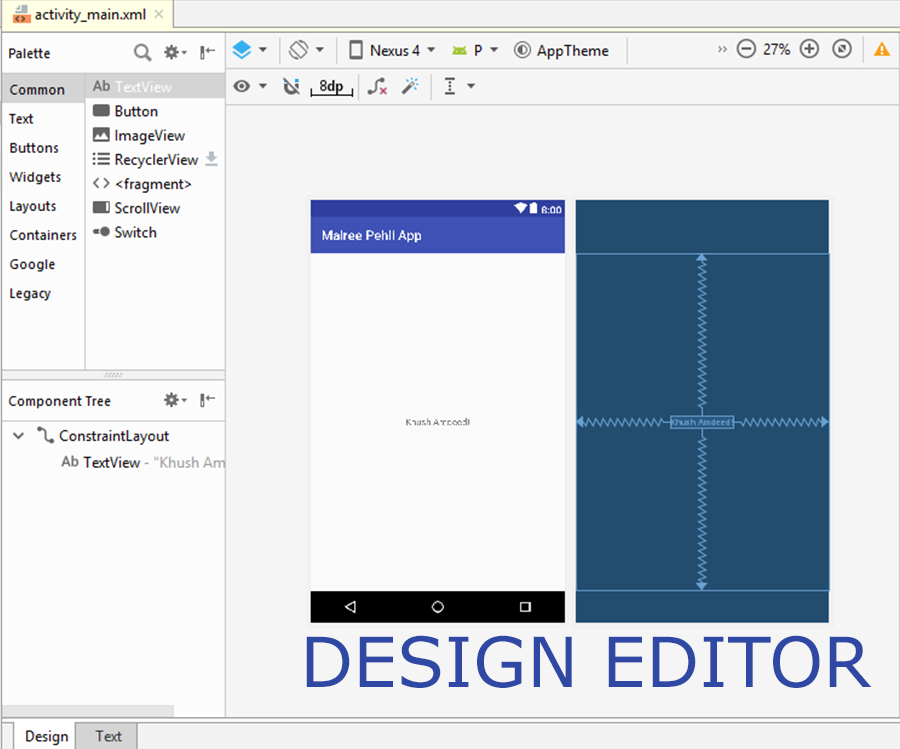 activity_main.xml
Palette
Nexus 4
P
AppTheme
27%
8dp
Common
Text
Buttons
Widgets
Layouts
Containers
Google
Legacy
Ab TextView
Button
ImageView
RecyclerView
<fragment>
ScrollView
Switch
Component Tree
ConstraintLayout
Ab TextView - "Khush Am
8:00
Mairee Pehli App
Khush Amdeed!
Khush Amdeed!
DESIGN EDITOR
Design
Text